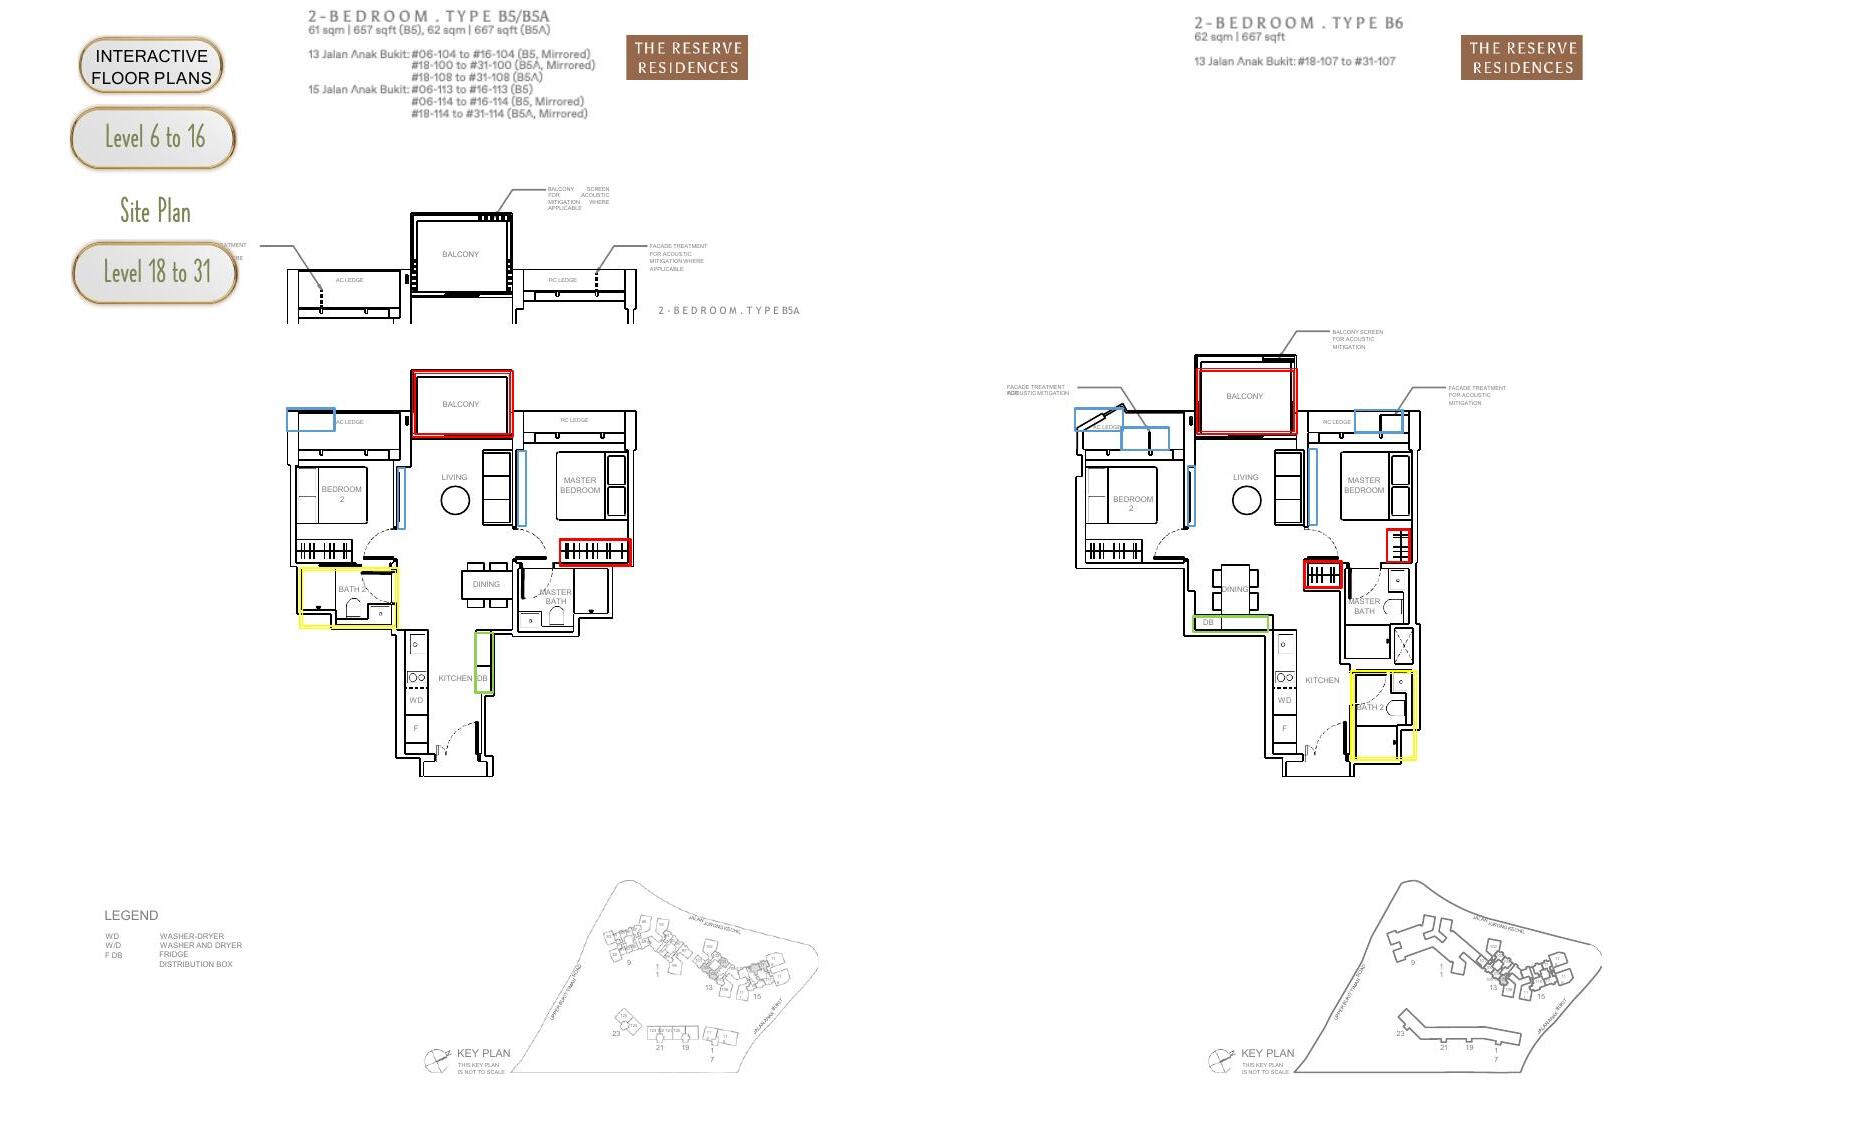 INTERACTIVE
FLOOR PLANS
Level 6 to 16
Site Plan
Level 18 to 31
2-BEDROOM . TYPE B5/B5A
61 sqm | 657 sqft (B5), 62 sqm | 667 sqft (B5A)
13 Jalan Anak Bukit: #06-104 to #16-104 (B5, Mirrored)
#18-100 to #31-100 (B5A, Mirrored)
#18-108 to #31-108 (B5A)
15 Jalan Anak Bukit: #06-113 to #16-113 (B5)
#06-114 to #16-114 (B5, Mirrored)
#18-114 to #31-114 (B5A, Mirrored)
THE RESERVE
RESIDENCES
BALCONY SCREEN
FOR ACOUSTIC
MITIGATION WHERE
APPLICABLE
BALCONY
FACADE TREATMENT
FOR ACOUSTIC
MITIGATION WHERE
APPLICABLE
AC LEDGE
RC LEDGE
2-BEDROOM.TYPE B5A
BALCONY
AC LEDGE
RC LEDGE
LIVING
BEDROOM
2
MASTER
BEDROOM
BATH 2
DINING
MASTER
BATH
KITCHEN
DB
WD
F
LEGEND
WD WASHER-DRYER
W/D WASHER AND DRYER
F DB FRIDGE
DISTRIBUTION BOX
JALAN JURONG KECHIL
UPPER BUKIT TIMAH ROAD
JALAN ANAK BUKIT
9
1
1
13
15
23
21
19
1
7
KEY PLAN
THIS KEY PLAN
IS NOT TO SCALE
2-BEDROOM . TYPE B6
62 sqm | 667 sqft
13 Jalan Anak Bukit: #18-107 to #31-107
THE RESERVE
RESIDENCES
BALCONY SCREEN
FOR ACOUSTIC
MITIGATION
FACADE TREATMENT
FACADE TREATMENT
FOR ACOUSTIC
MITIGATION
BALCONY
AC LEDGE
RC LEDGE
LIVING
BEDROOM
2
MASTER
BEDROOM
DINING
MASTER
BATH
DB
KITCHEN
WD
BATH 2
F
JALAN JURONG KECHIL
UPPER BUKIT TIMAH ROAD
JALAN ANAK BUKIT
9
1
1
13
15
23
21
19
1
7
KEY PLAN
THIS KEY PLAN
IS NOT TO SCALE